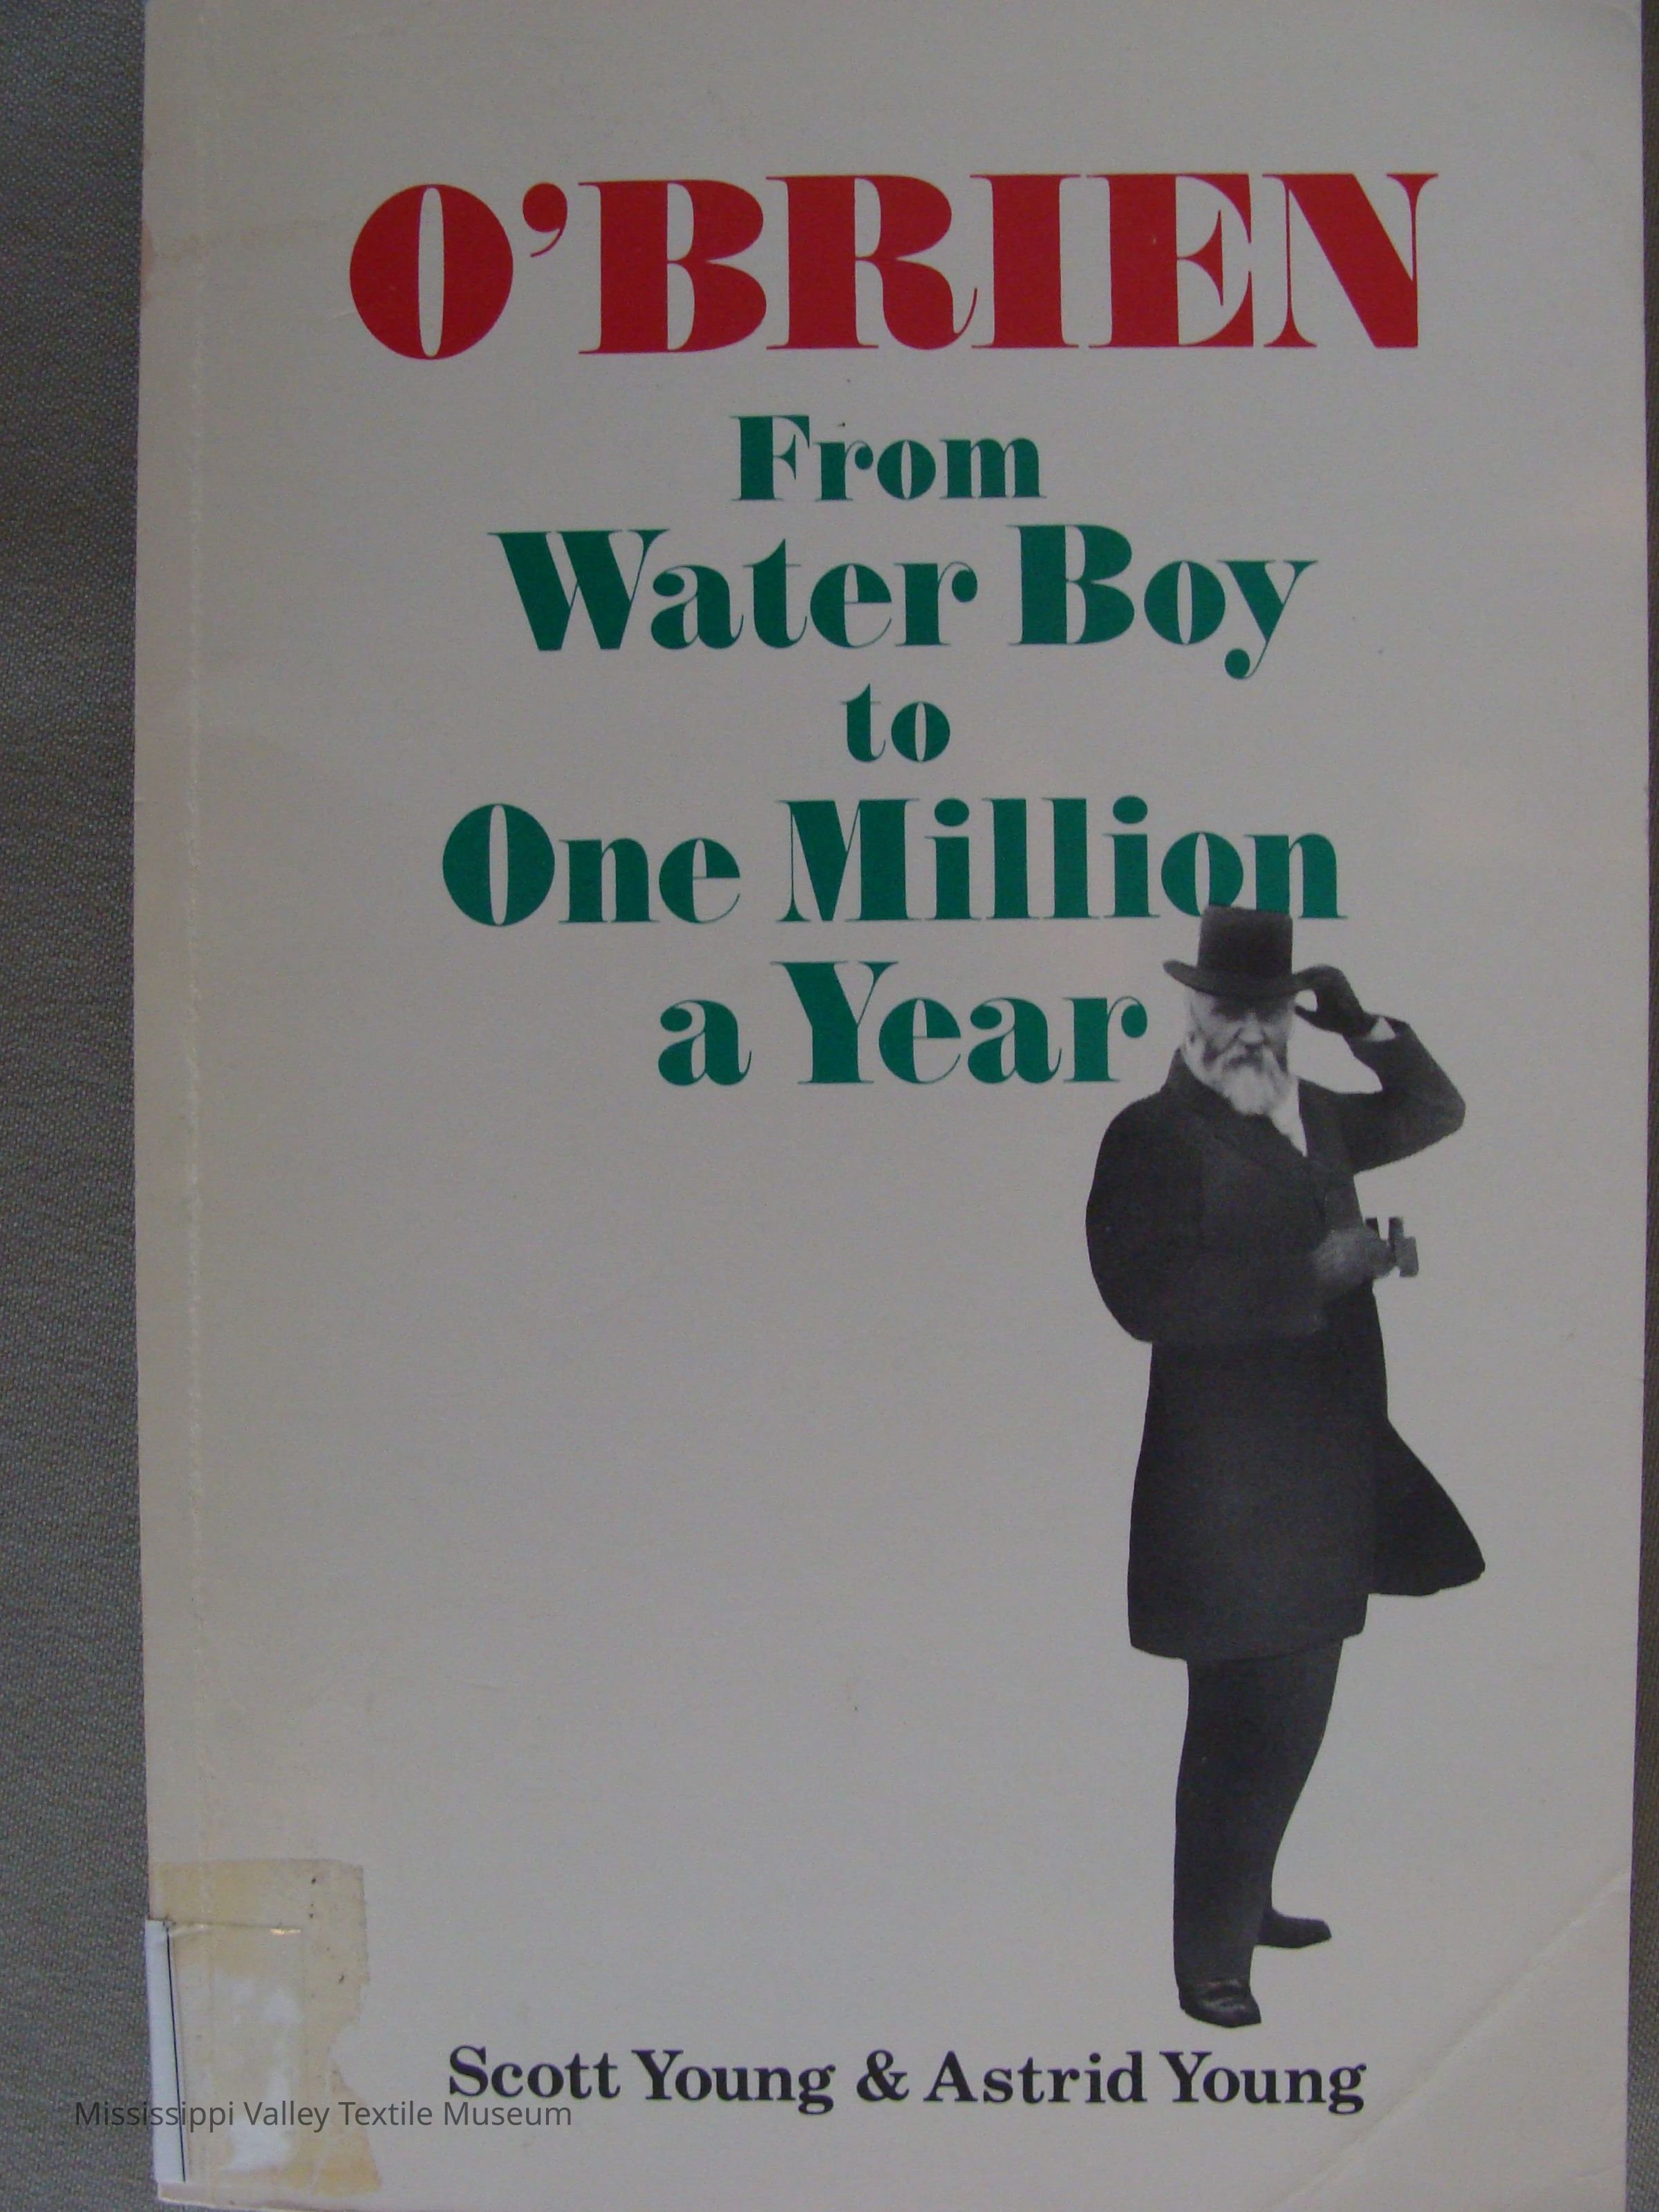 O'BRIEN
From
Water Boy
to
One Million
a Year
Scott Young & Astrid Young
Mississippi Valley Textile Museum